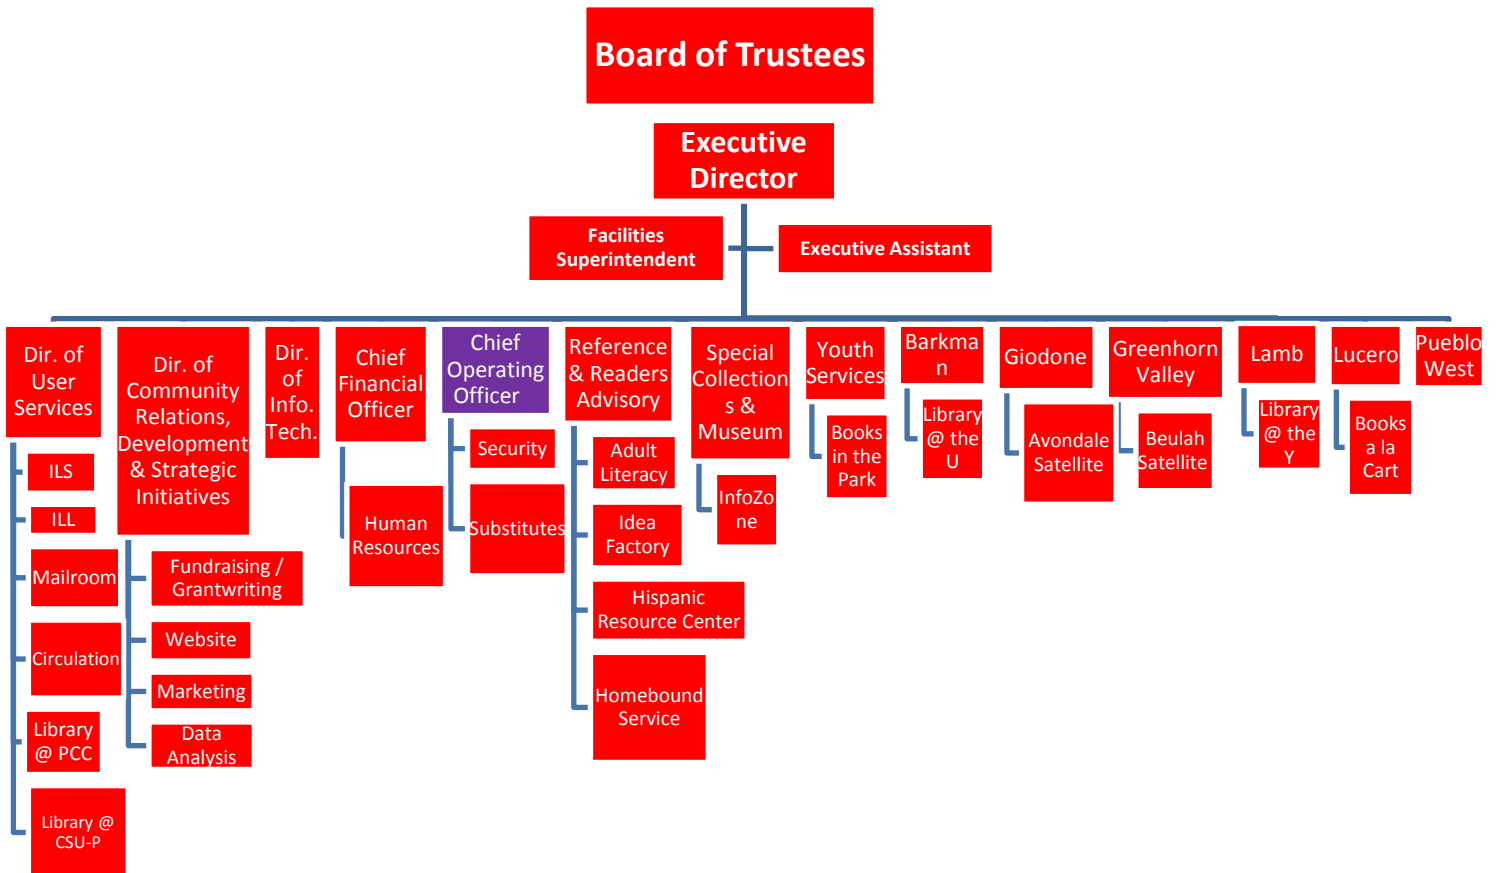 Board of Trustees
Executive
Director
Facilities
Superintendent
Executive Assistant
Dir. of
User
Services
ILS
ILL
Mailroom
Circulation
Library
@ PCC
Library @
CSU-P
Dir. of
Community
Relations,
Development
& Strategic
Initiatives
Fundraising /
Grantwriting
Website
Marketing
Data
Analysis
Dir.
of
Info.
Tech.
Chief
Financial
Officer
Human
Resources
Chief
Operating
Officer
Security
Substitutes
Reference
& Readers
Advisory
Adult
Literacy
Idea
Factory
Hispanic
Resource Center
Homebound
Service
Special
Collection
s &
Museum
InfoZo
ne
Youth
Services
Books
in the
Park
Barkma
n
Library
@ the
U
Giodone
Avondale
Satellite
Greenhorn
Valley
Beulah
Satellite
Lamb
Library
@ the
Y
Lucero
Books
a la
Cart
Pueblo
West